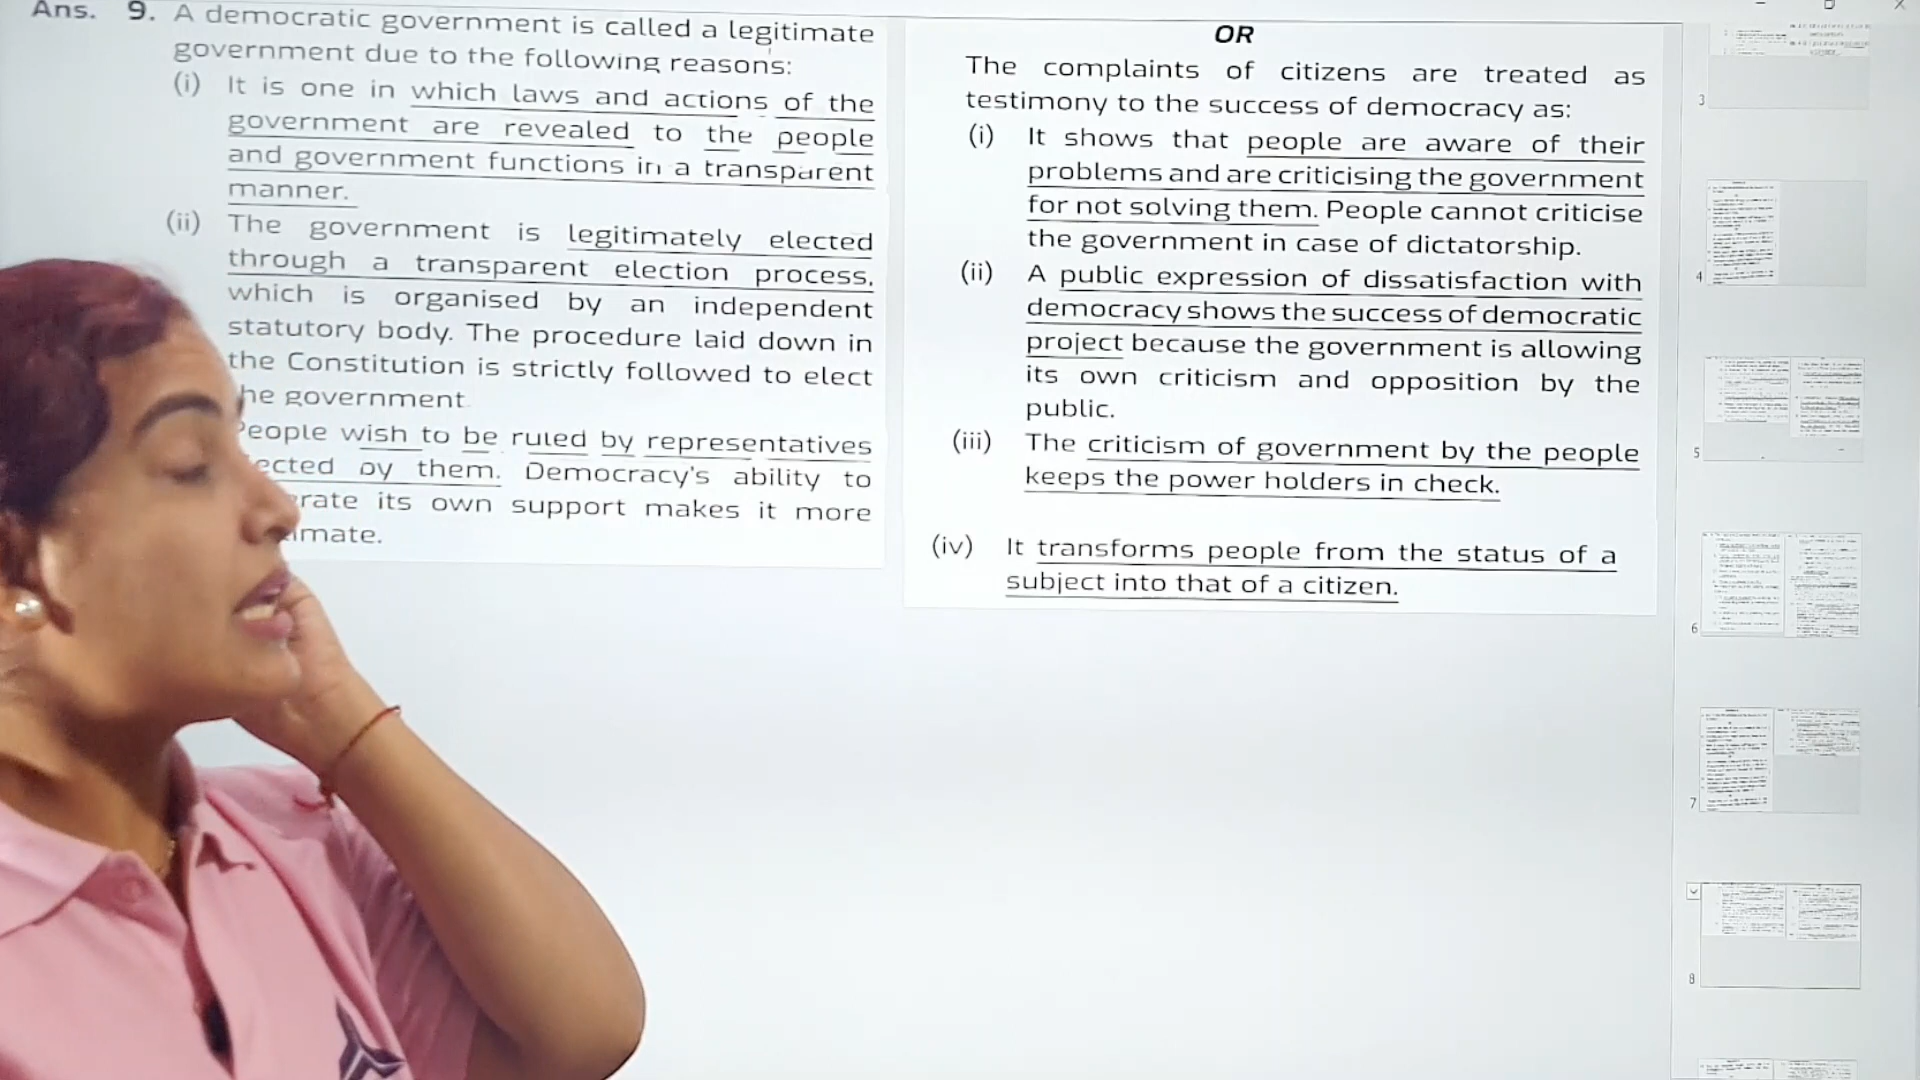 Ans. 9. A democratic government is called a legitimate
government due to the following reasons:
(i) It is one in which laws and actions of the
government are revealed to the people
and government functions in a transparent
manner.
(ii) The government is legitimately elected
through a transparent election process,
which is organised by an independent
statutory body. The procedure laid down in
the Constitution is strictly followed to elect
he government
People wish to be ruled by representatives
ected by them. Democracy's ability to
rate its own support makes it more
imate.
OR
The complaints of citizens are treated as
testimony to the success of democracy as:
(i) It shows that people are aware of their
problems and are criticising the government
for not solving them. People cannot criticise
the government in case of dictatorship.
(ii) A public expression of dissatisfaction with
democracy shows the success of democratic
project because the government is allowing
its own criticism and opposition by the
public.
(iii) The criticism of government by the people
keeps the power holders in check.
(iv) It transforms people from the status of a
subject into that of a citizen.
3
4
5
6
7
8